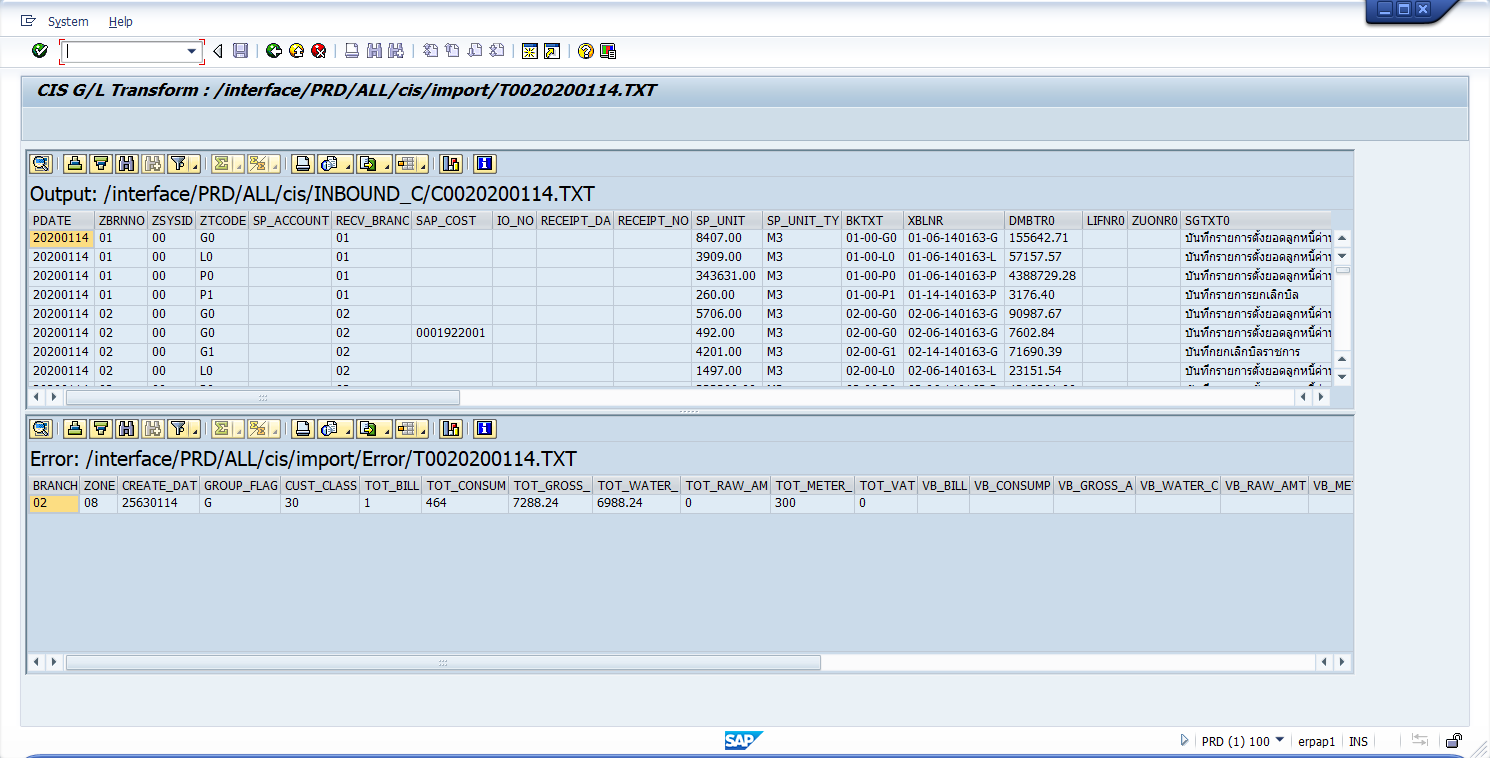 System Help
CIS G/L Transform : /interface/PRD/ALL/cis/import/T0020200114.TXT
Output: /interface/PRD/ALL/cis/INBOUND_C/C0020200114.TXT
PDATE ZBRNNO ZSYSID ZTCODE SP_ACCOUNT RECV_BRANC SAP_COST IO_NO RECEIPT_DA RECEIPT_NO SP_UNIT SP_UNIT_TY BKTXT XBLNR DMBTR0 LIFNR0 ZUONR0 SGTXT0
20200114 01 00 G0 01 8407.00 M3 01-00-G0 01-06-140163-G 155642.71 บันทึกรายการตั้งยอดลูกหนี้ค่าน
20200114 01 00 L0 01 3909.00 M3 01-00-L0 01-06-140163-L 57157.57 บันทึกรายการตั้งยอดลูกหนี้ค่าน
20200114 01 00 P0 01 343631.00 M3 01-00-P0 01-06-140163-P 4388729.28 บันทึกรายการตั้งยอดลูกหนี้ค่าน
20200114 01 00 P1 01 260.00 M3 01-00-P1 01-14-140163-P 3176.40 บันทึกรายการยกเลิกบิล
20200114 02 00 G0 02 5706.00 M3 02-00-G0 02-06-140163-G 90987.67 บันทึกรายการตั้งยอดลูกหนี้ค่าน
20200114 02 00 G0 02 0001922001 492.00 M3 02-00-G0 02-06-140163-G 7602.84 บันทึกรายการตั้งยอดลูกหนี้ค่าน
20200114 02 00 G1 02 4201.00 M3 02-00-G1 02-14-140163-G 71690.39 บันทึกยกเลิกบิลราชการ
20200114 02 00 L0 02 1497.00 M3 02-00-L0 02-06-140163-L 23151.54 บันทึกรายการตั้งยอดลูกหนี้ค่าน
Error: /interface/PRD/ALL/cis/import/Error/T0020200114.TXT
BRANCH ZONE CREATE_DAT GROUP_FLAG CUST_CLASS TOT_BILL TOT_CONSUM TOT_GROSS_ TOT_WATER_ TOT_RAW_AM TOT_METER_ TOT_VAT VB_BILL VB_CONSUMP VB_GROSS_A VB_WATER_C VB_RAW_AMT VB_MET
02 08 25630114 G 30 1 464 7288.24 6988.24 0 300 0
SAP PRD (1) 100 erpap1 INS